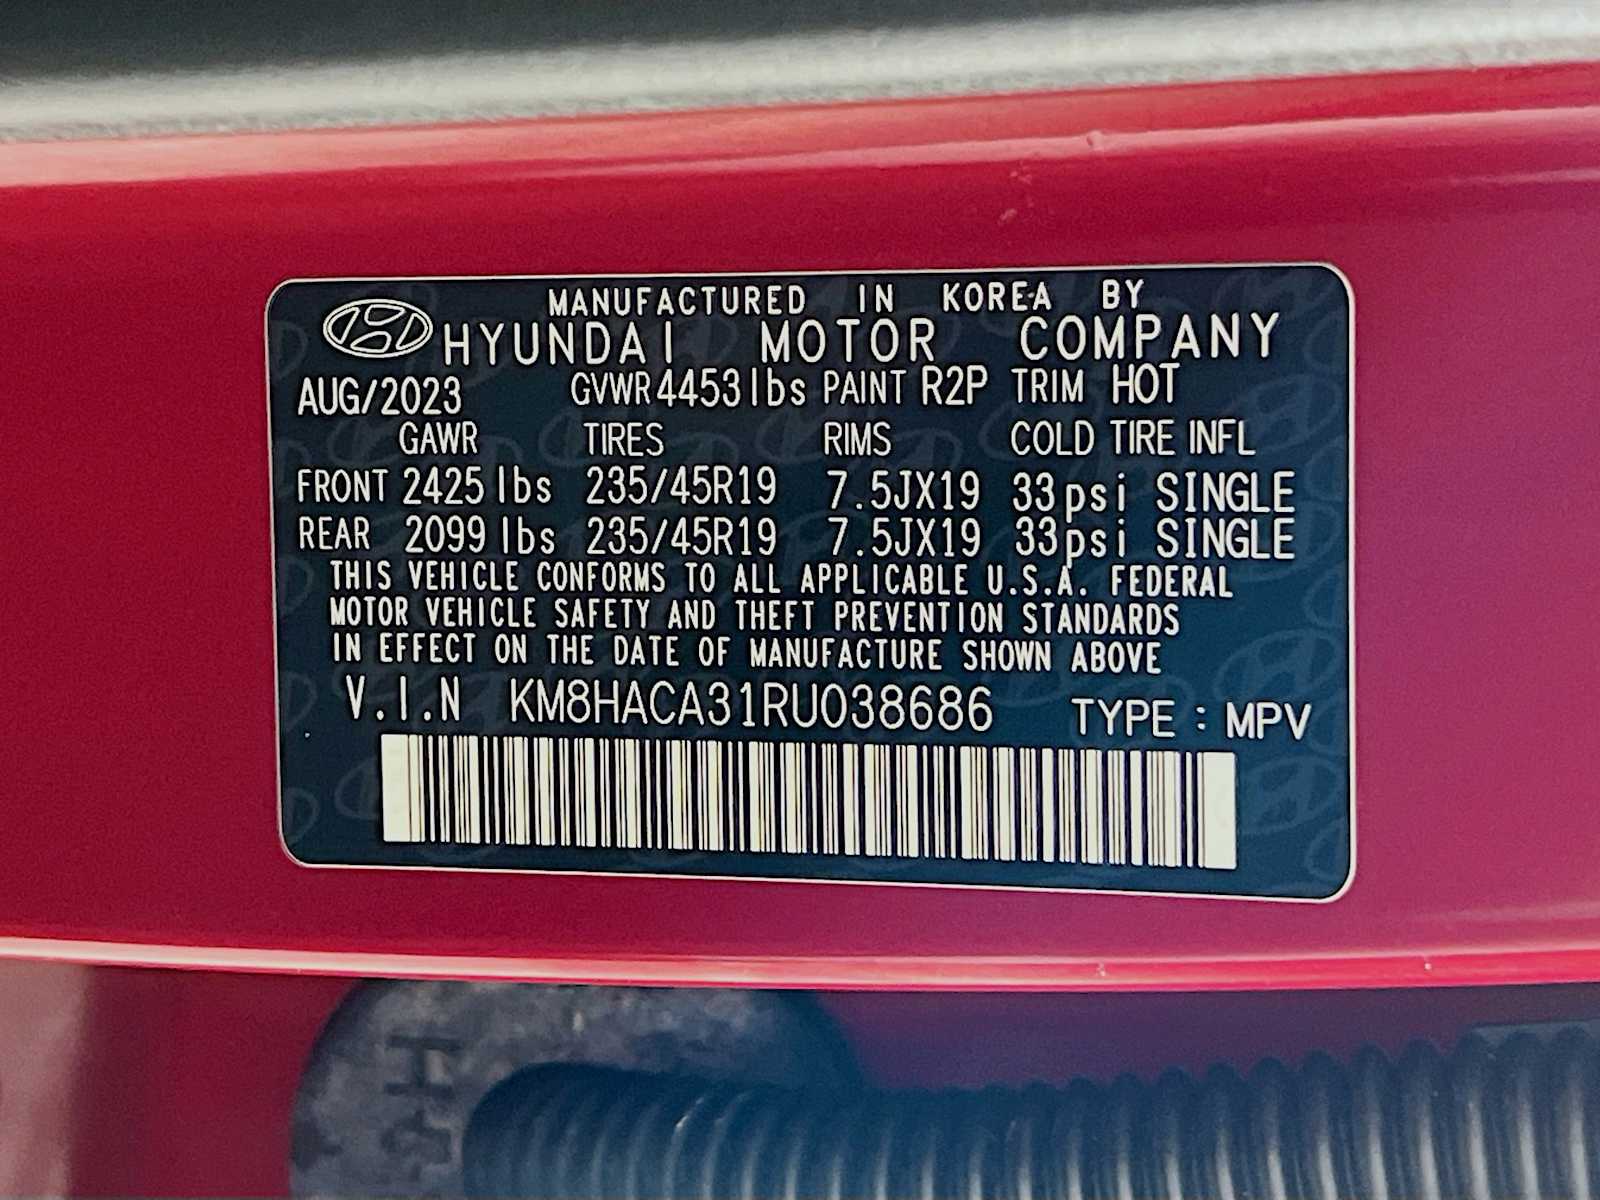 MANUFACTURED IN KOREA BY
HYUNDAI MOTOR COMPANY
AUG/2023 GVWR 4453 lbs PAINT R2P TRIM HOT
GAWR TIRES RIMS COLD TIRE INFL
FRONT 2425 lbs 235/45R19 7.5JX19 33psi SINGLE
REAR 2099 lbs 235/45R19 7.5JX19 33psi SINGLE
THIS VEHICLE CONFORMS TO ALL APPLICABLE U.S.A. FEDERAL
MOTOR VEHICLE SAFETY AND THEFT PREVENTION STANDARDS
IN EFFECT ON THE DATE OF MANUFACTURE SHOWN ABOVE
V.I.N KM8HACA31RU038686 TYPE : MPV